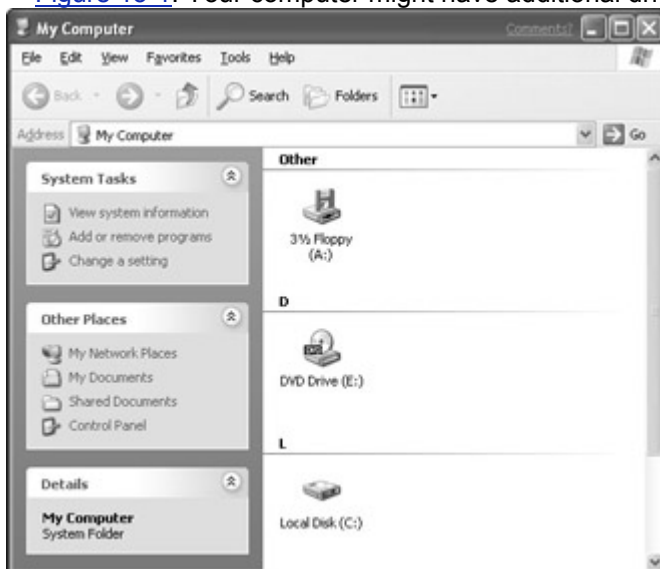 Figure 10-1. Your computer might have additional dri
My Computer
Comments?
File Edit View Favorites Tools Help
Back Search Folders
Address My Computer Go
System Tasks
View system information
Add or remove programs
Change a setting
Other Places
My Network Places
My Documents
Shared Documents
Control Panel
Details
My Computer
System Folder
Other
3½ Floppy
(A:)
D
DVD Drive (E:)
L
Local Disk (C:)